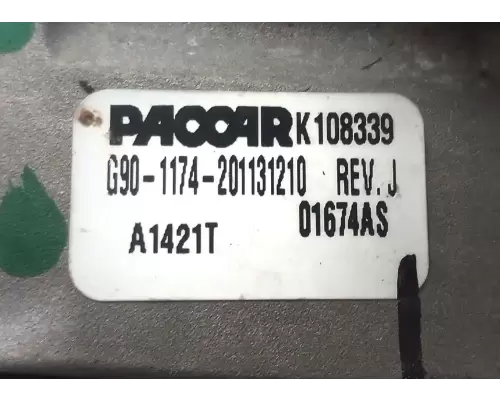 PACCAR K108339
G90-1174-201131210 REV. J
01674AS
A1421T